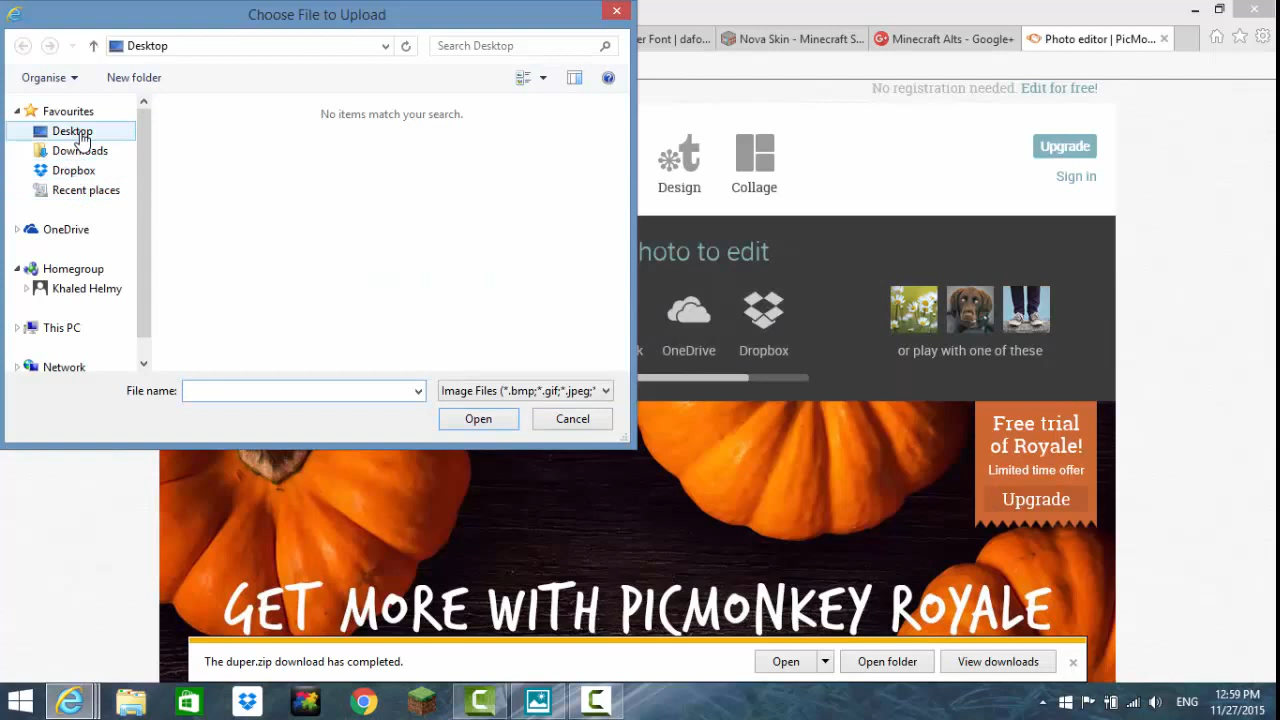 Choose File to Upload
Desktop
Search Desktop
Organise
New folder
Favourites
Desktop
Downloads
Dropbox
Recent places
OneDrive
Homegroup
Khaled Helmy
This PC
Network
No items match your search.
File name:
Image Files (*.bmp;*.gif;*.jpeg;*
Open
Cancel
er Font | dafo...
Nova Skin - Minecraft S...
Minecraft Alts - Google+
Photo editor | PicMo...
No registration needed. Edit for free!
Design
Collage
Upgrade
Sign in
hoto to edit
k
OneDrive
Dropbox
or play with one of these
Free trial
of Royale!
Limited time offer
Upgrade
GET MORE WITH PICMONKEY ROYALE
The duper.zip download has completed.
Open
Open folder
View downloads
ENG
12:59 PM
11/27/2015